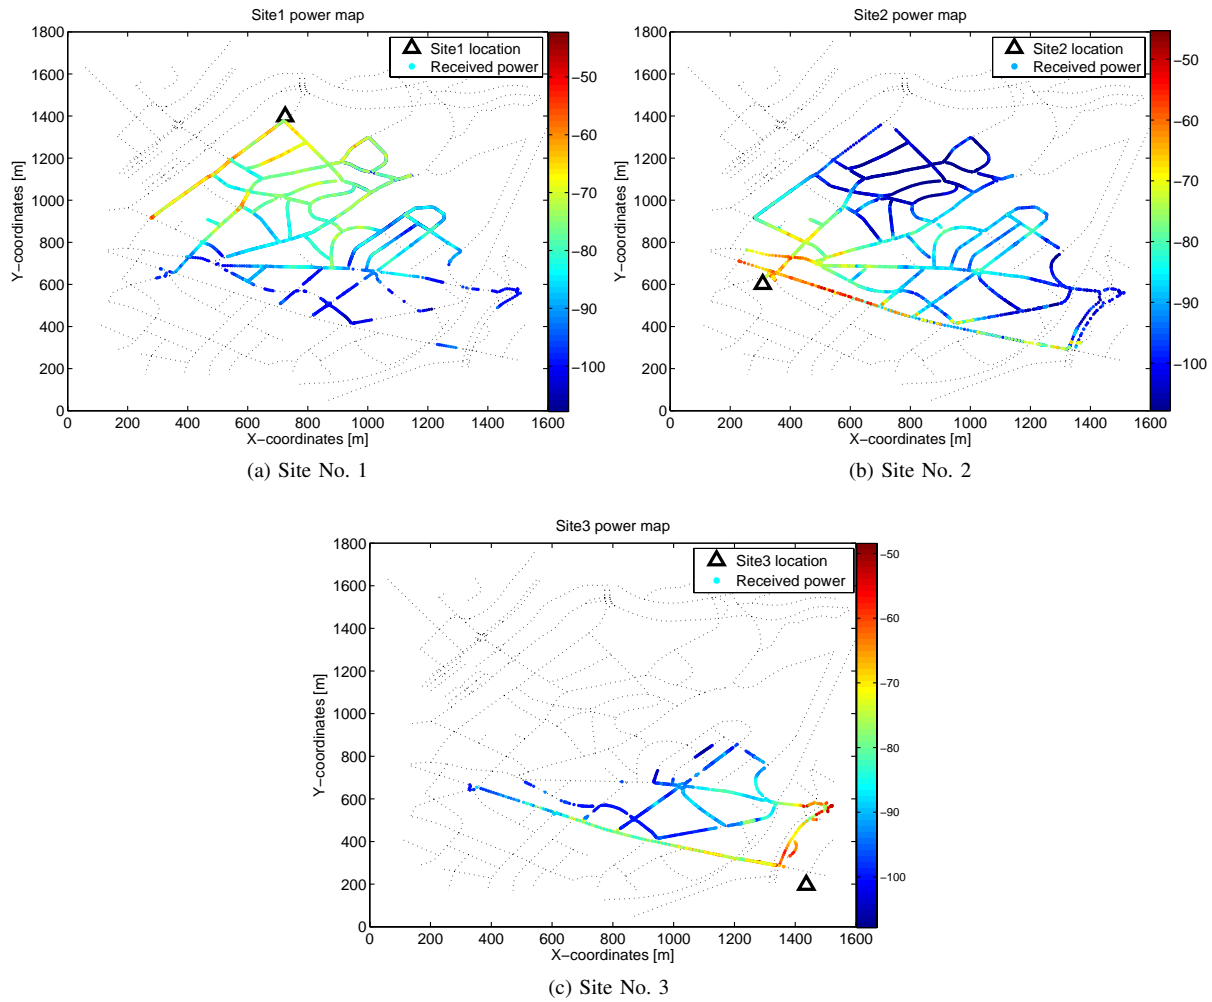 Site1 power map
1800
1600
1400
1200
1000
800
600
400
200
0
Y−coordinates [m]
0 200 400 600 800 1000 1200 1400 1600
X−coordinates [m]
Site1 location
Received power
−50
−60
−70
−80
−90
−100
(a) Site No. 1
Site2 power map
1800
1600
1400
1200
1000
800
600
400
200
0
Y−coordinates [m]
0 200 400 600 800 1000 1200 1400 1600
X−coordinates [m]
Site2 location
Received power
−50
−60
−70
−80
−90
−100
(b) Site No. 2
Site3 power map
1800
1600
1400
1200
1000
800
600
400
200
0
Y−coordinates [m]
0 200 400 600 800 1000 1200 1400 1600
X−coordinates [m]
Site3 location
Received power
−50
−60
−70
−80
−90
−100
(c) Site No. 3